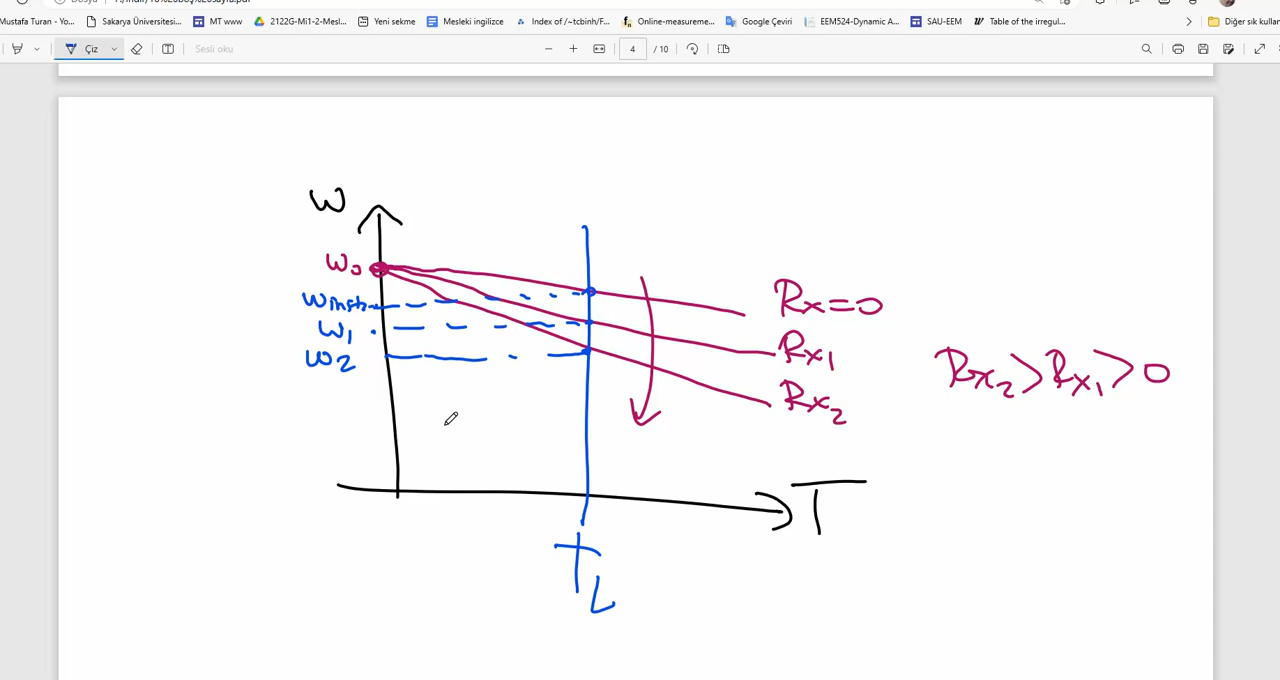 Mustafa Turan - Yo...
Sakarya Üniversitesi...
MT www
2122G-Mi1-2-Mesl...
Yeni sekme
Mesleki ingilizce
Index of /~tcbinh/F...
Online-measureme...
Google Çeviri
EEM524-Dynamic A...
SAU-EEM
Table of the irregul...
Diğer sık kullan
Çiz
Sesli oku
4
/ 10
W
W0
W1
W2
Rx=0
Rx1
Rx2
Rx2>Rx1>0
T
TL